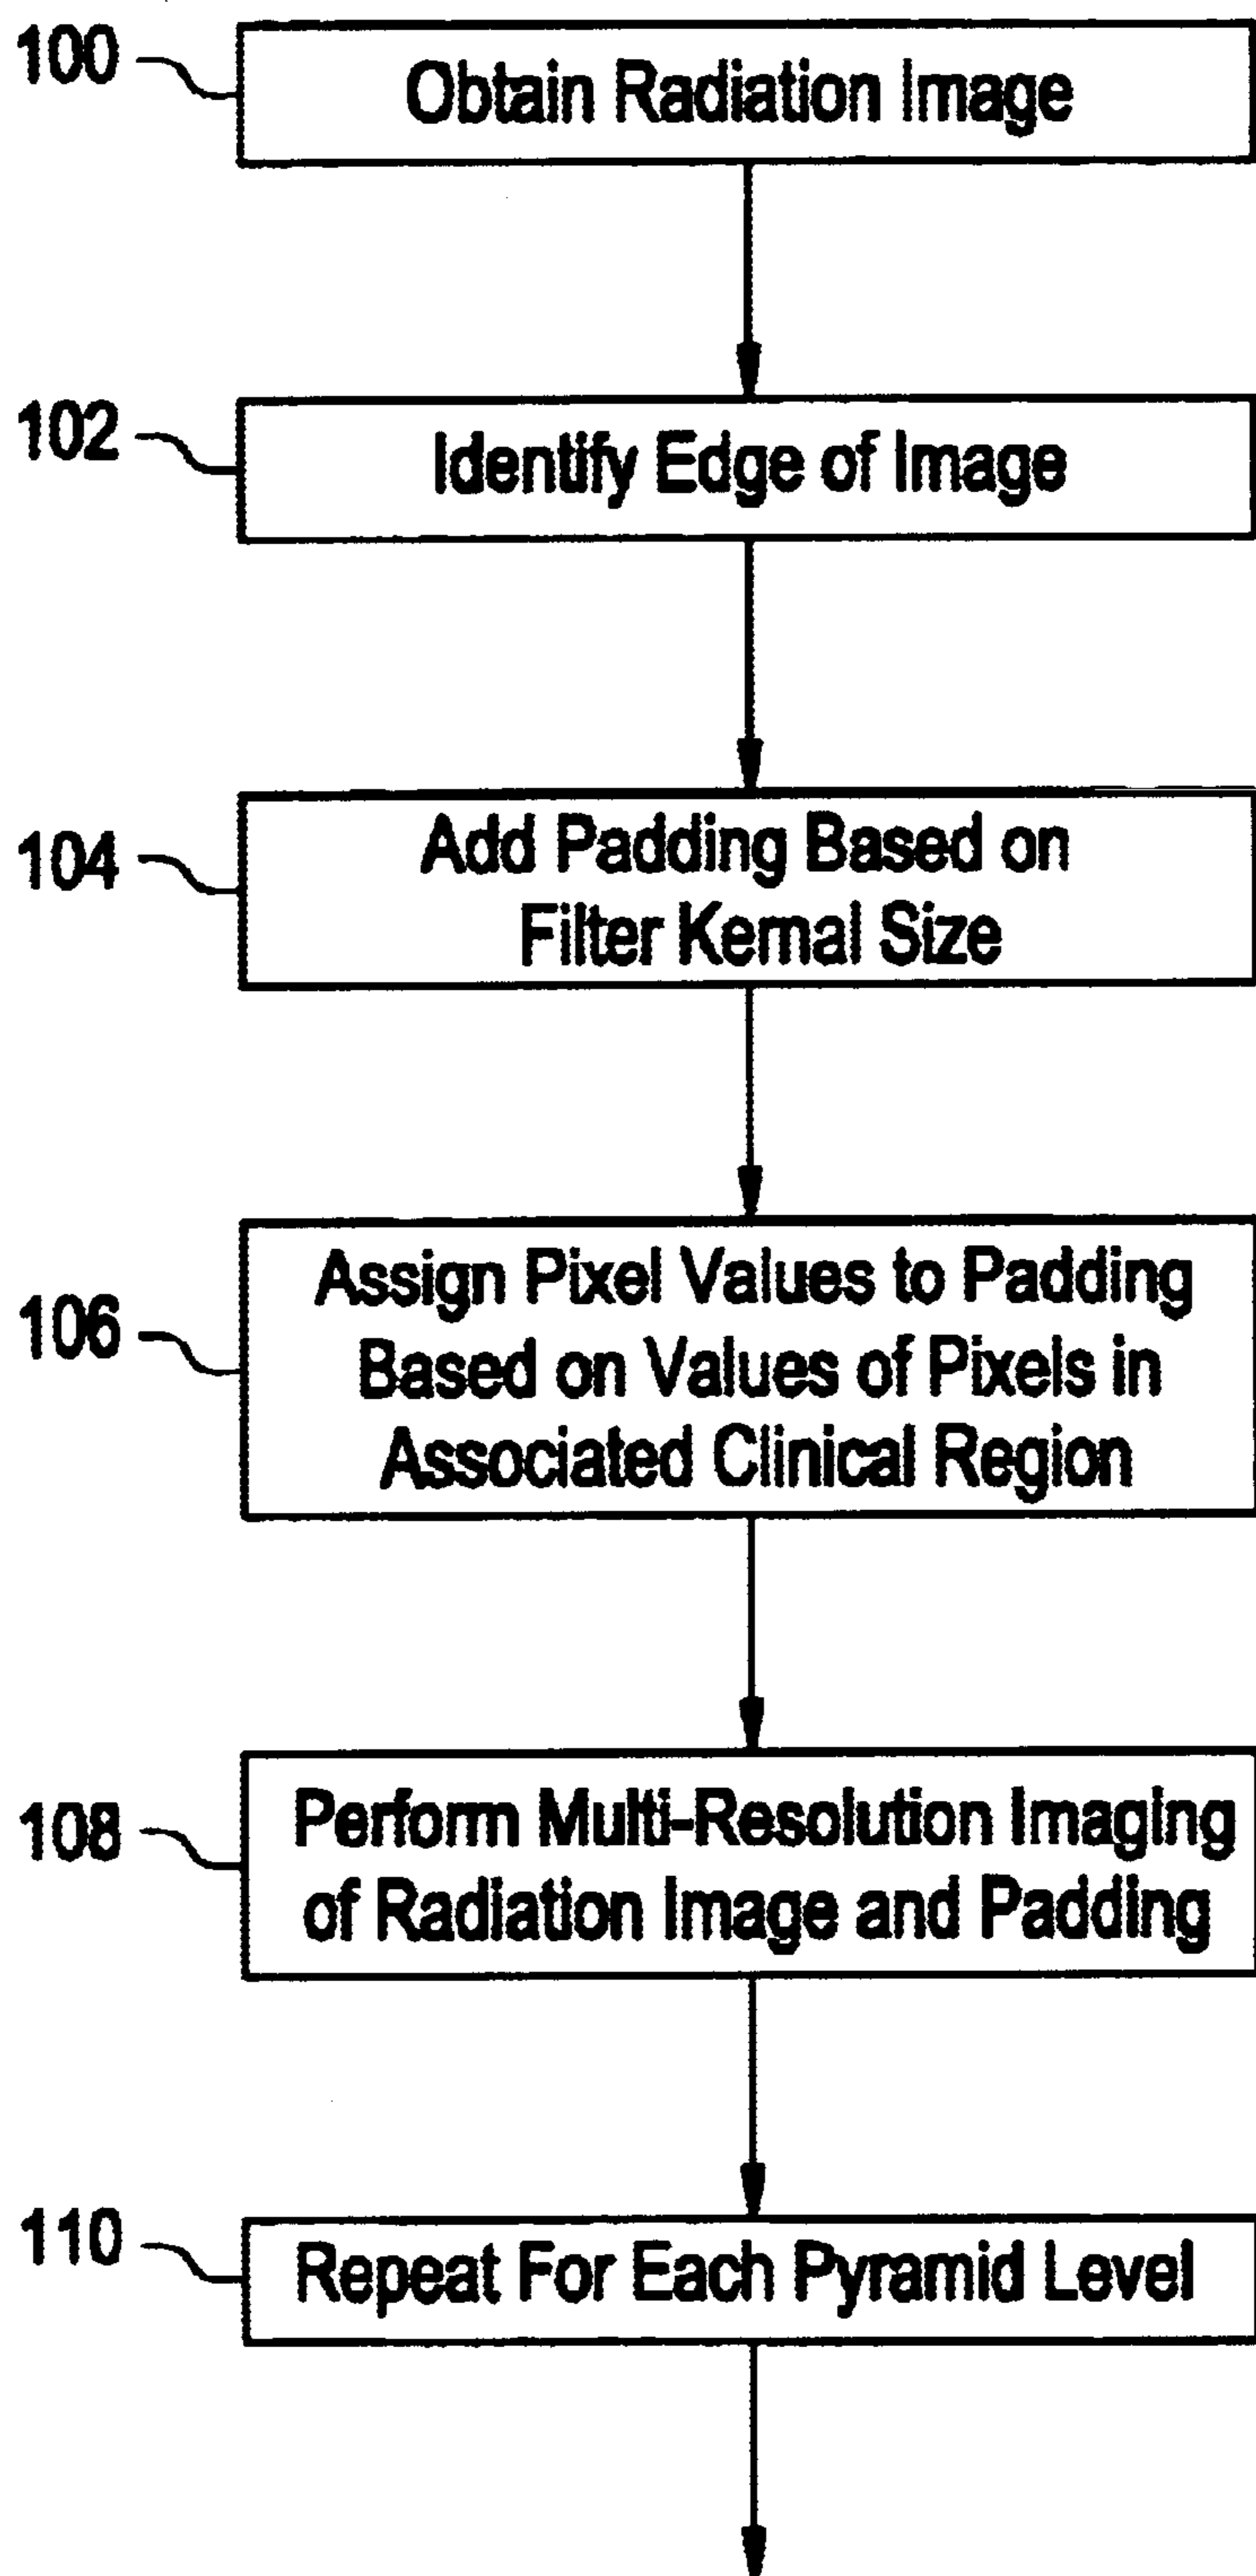 100
Obtain Radiation Image
102
Identify Edge of Image
104
Add Padding Based on
Filter Kernal Size
106
Assign Pixel Values to Padding
Based on Values of Pixels in
Associated Clinical Region
108
Perform Multi-Resolution Imaging
of Radiation Image and Padding
110
Repeat For Each Pyramid Level